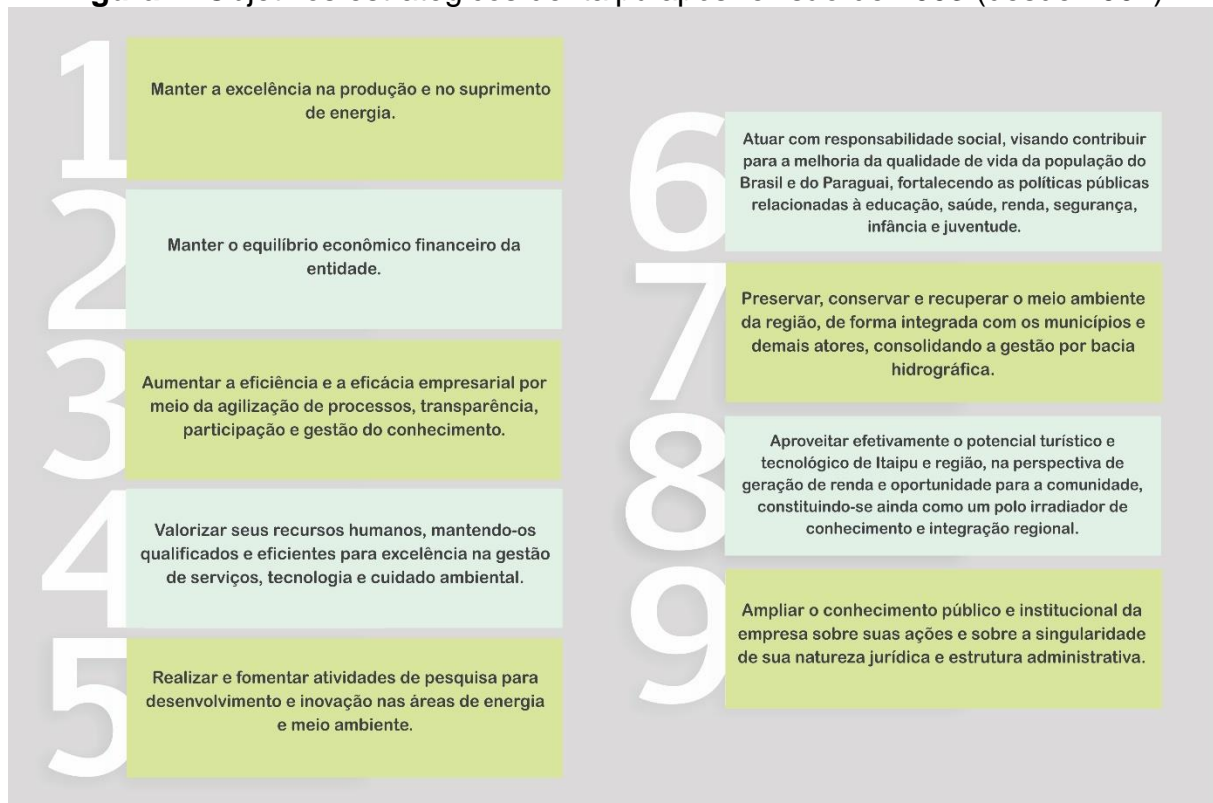 1
Manter a excelência na produção e no suprimento
de energia.
2
Manter o equilíbrio econômico financeiro da
entidade.
3
Aumentar a eficiência e a eficácia empresarial por
meio da agilização de processos, transparência,
participação e gestão do conhecimento.
4
Valorizar seus recursos humanos, mantendo-os
qualificados e eficientes para excelência na gestão
de serviços, tecnologia e cuidado ambiental.
5
Realizar e fomentar atividades de pesquisa para
desenvolvimento e inovação nas áreas de energia
e meio ambiente.
6
Atuar com responsabilidade social, visando contribuir
para a melhoria da qualidade de vida da população do
Brasil e do Paraguai, fortalecendo as políticas públicas
relacionadas à educação, saúde, renda, segurança,
infância e juventude.
7
Preservar, conservar e recuperar o meio ambiente
da região, de forma integrada com os municípios e
demais atores, consolidando a gestão por bacia
hidrográfica.
8
Aproveitar efetivamente o potencial turístico e
tecnológico de Itaipu e região, na perspectiva de
geração de renda e oportunidade para a comunidade,
constituindo-se ainda como um polo irradiador de
conhecimento e integração regional.
9
Ampliar o conhecimento público e institucional da
empresa sobre suas ações e sobre a singularidade
de sua natureza jurídica e estrutura administrativa.